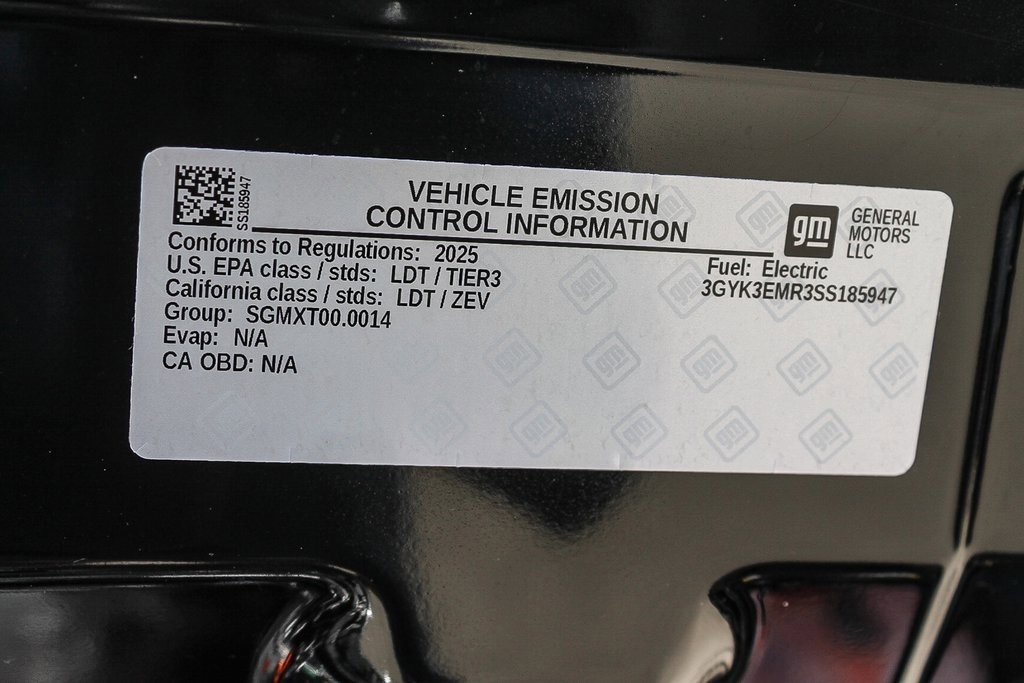 SS185947
VEHICLE EMISSION
CONTROL INFORMATION
gm
GENERAL
MOTORS
LLC
Conforms to Regulations: 2025
U.S. EPA class / stds: LDT / TIER3
California class / stds: LDT / ZEV
Group: SGMXT00.0014
Evap: N/A
CA OBD: N/A
Fuel: Electric
3GYK3EMR3SS185947